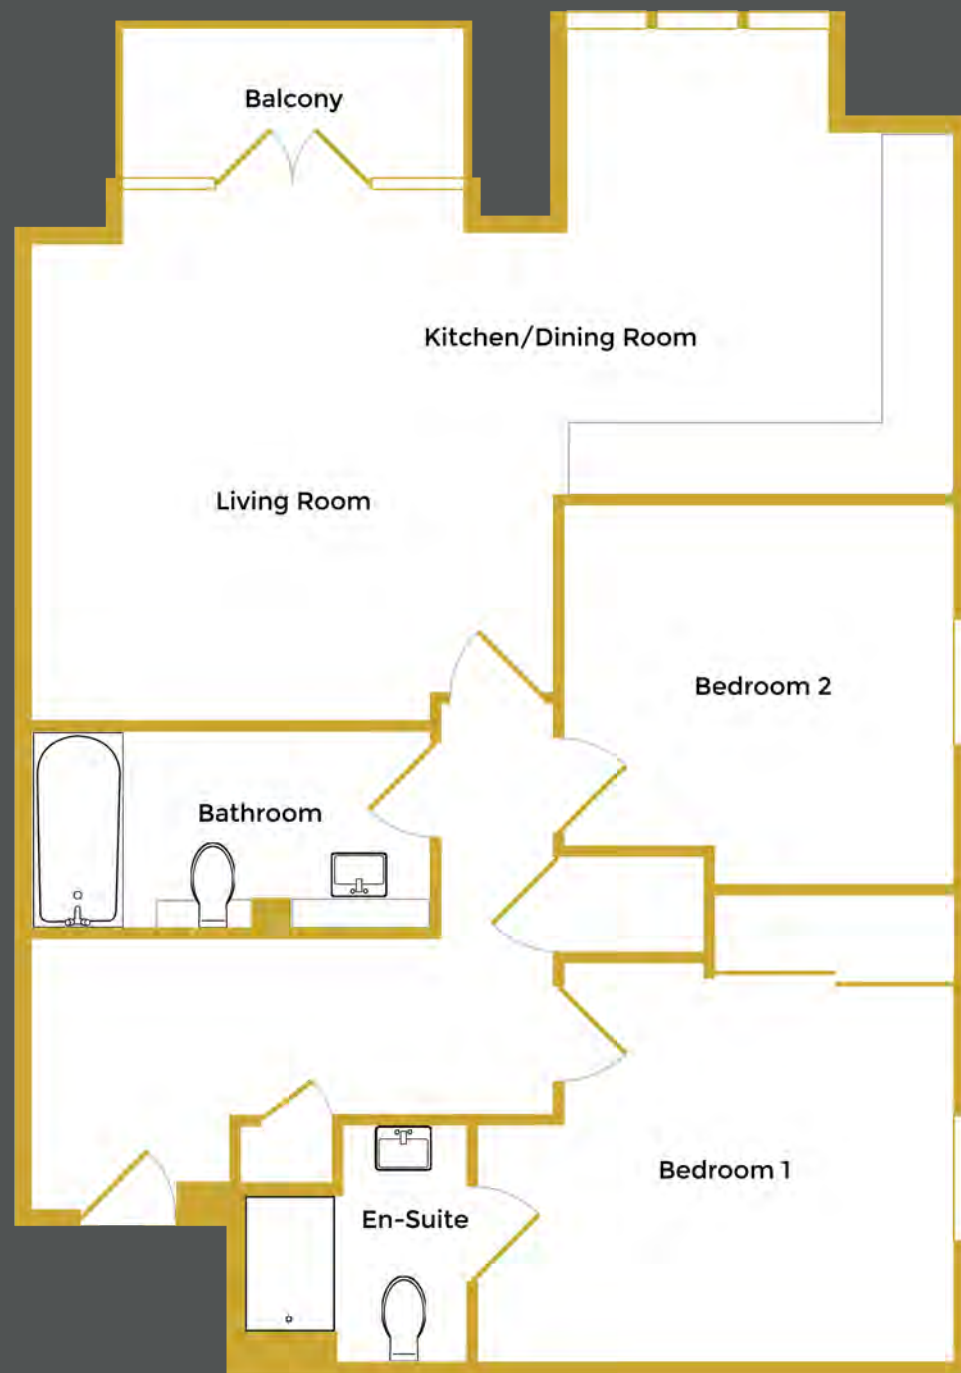 Balcony
Kitchen/Dining Room
Living Room
Bedroom 2
Bathroom
Bedroom 1
En-Suite